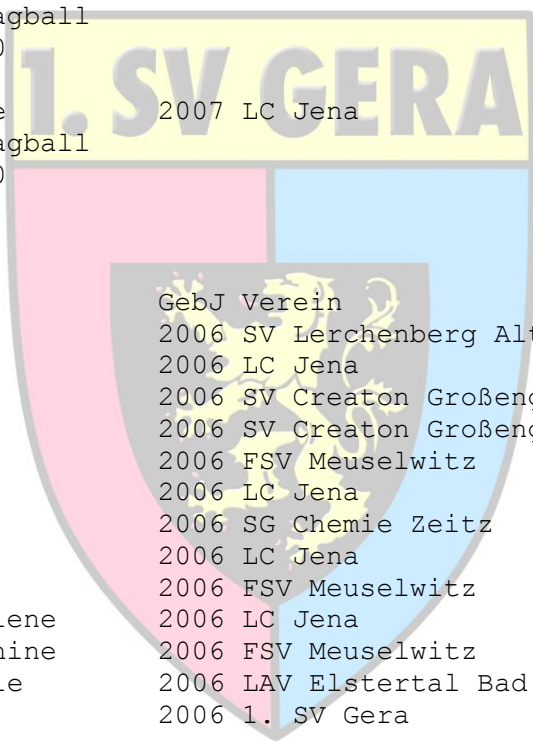 agball
0
1. SV GERA
e 2007 LC Jena
agball
0
GebJ Verein
2006 SV Lerchenberg Alt
2006 LC Jena
2006 SV Creaton Großeng
2006 SV Creaton Großeng
2006 FSV Meuselwitz
2006 LC Jena
2006 SG Chemie Zeitz
2006 LC Jena
2006 FSV Meuselwitz
lene 2006 LC Jena
hine 2006 FSV Meuselwitz
le 2006 LAV Elstertal Bad
2006 1. SV Gera